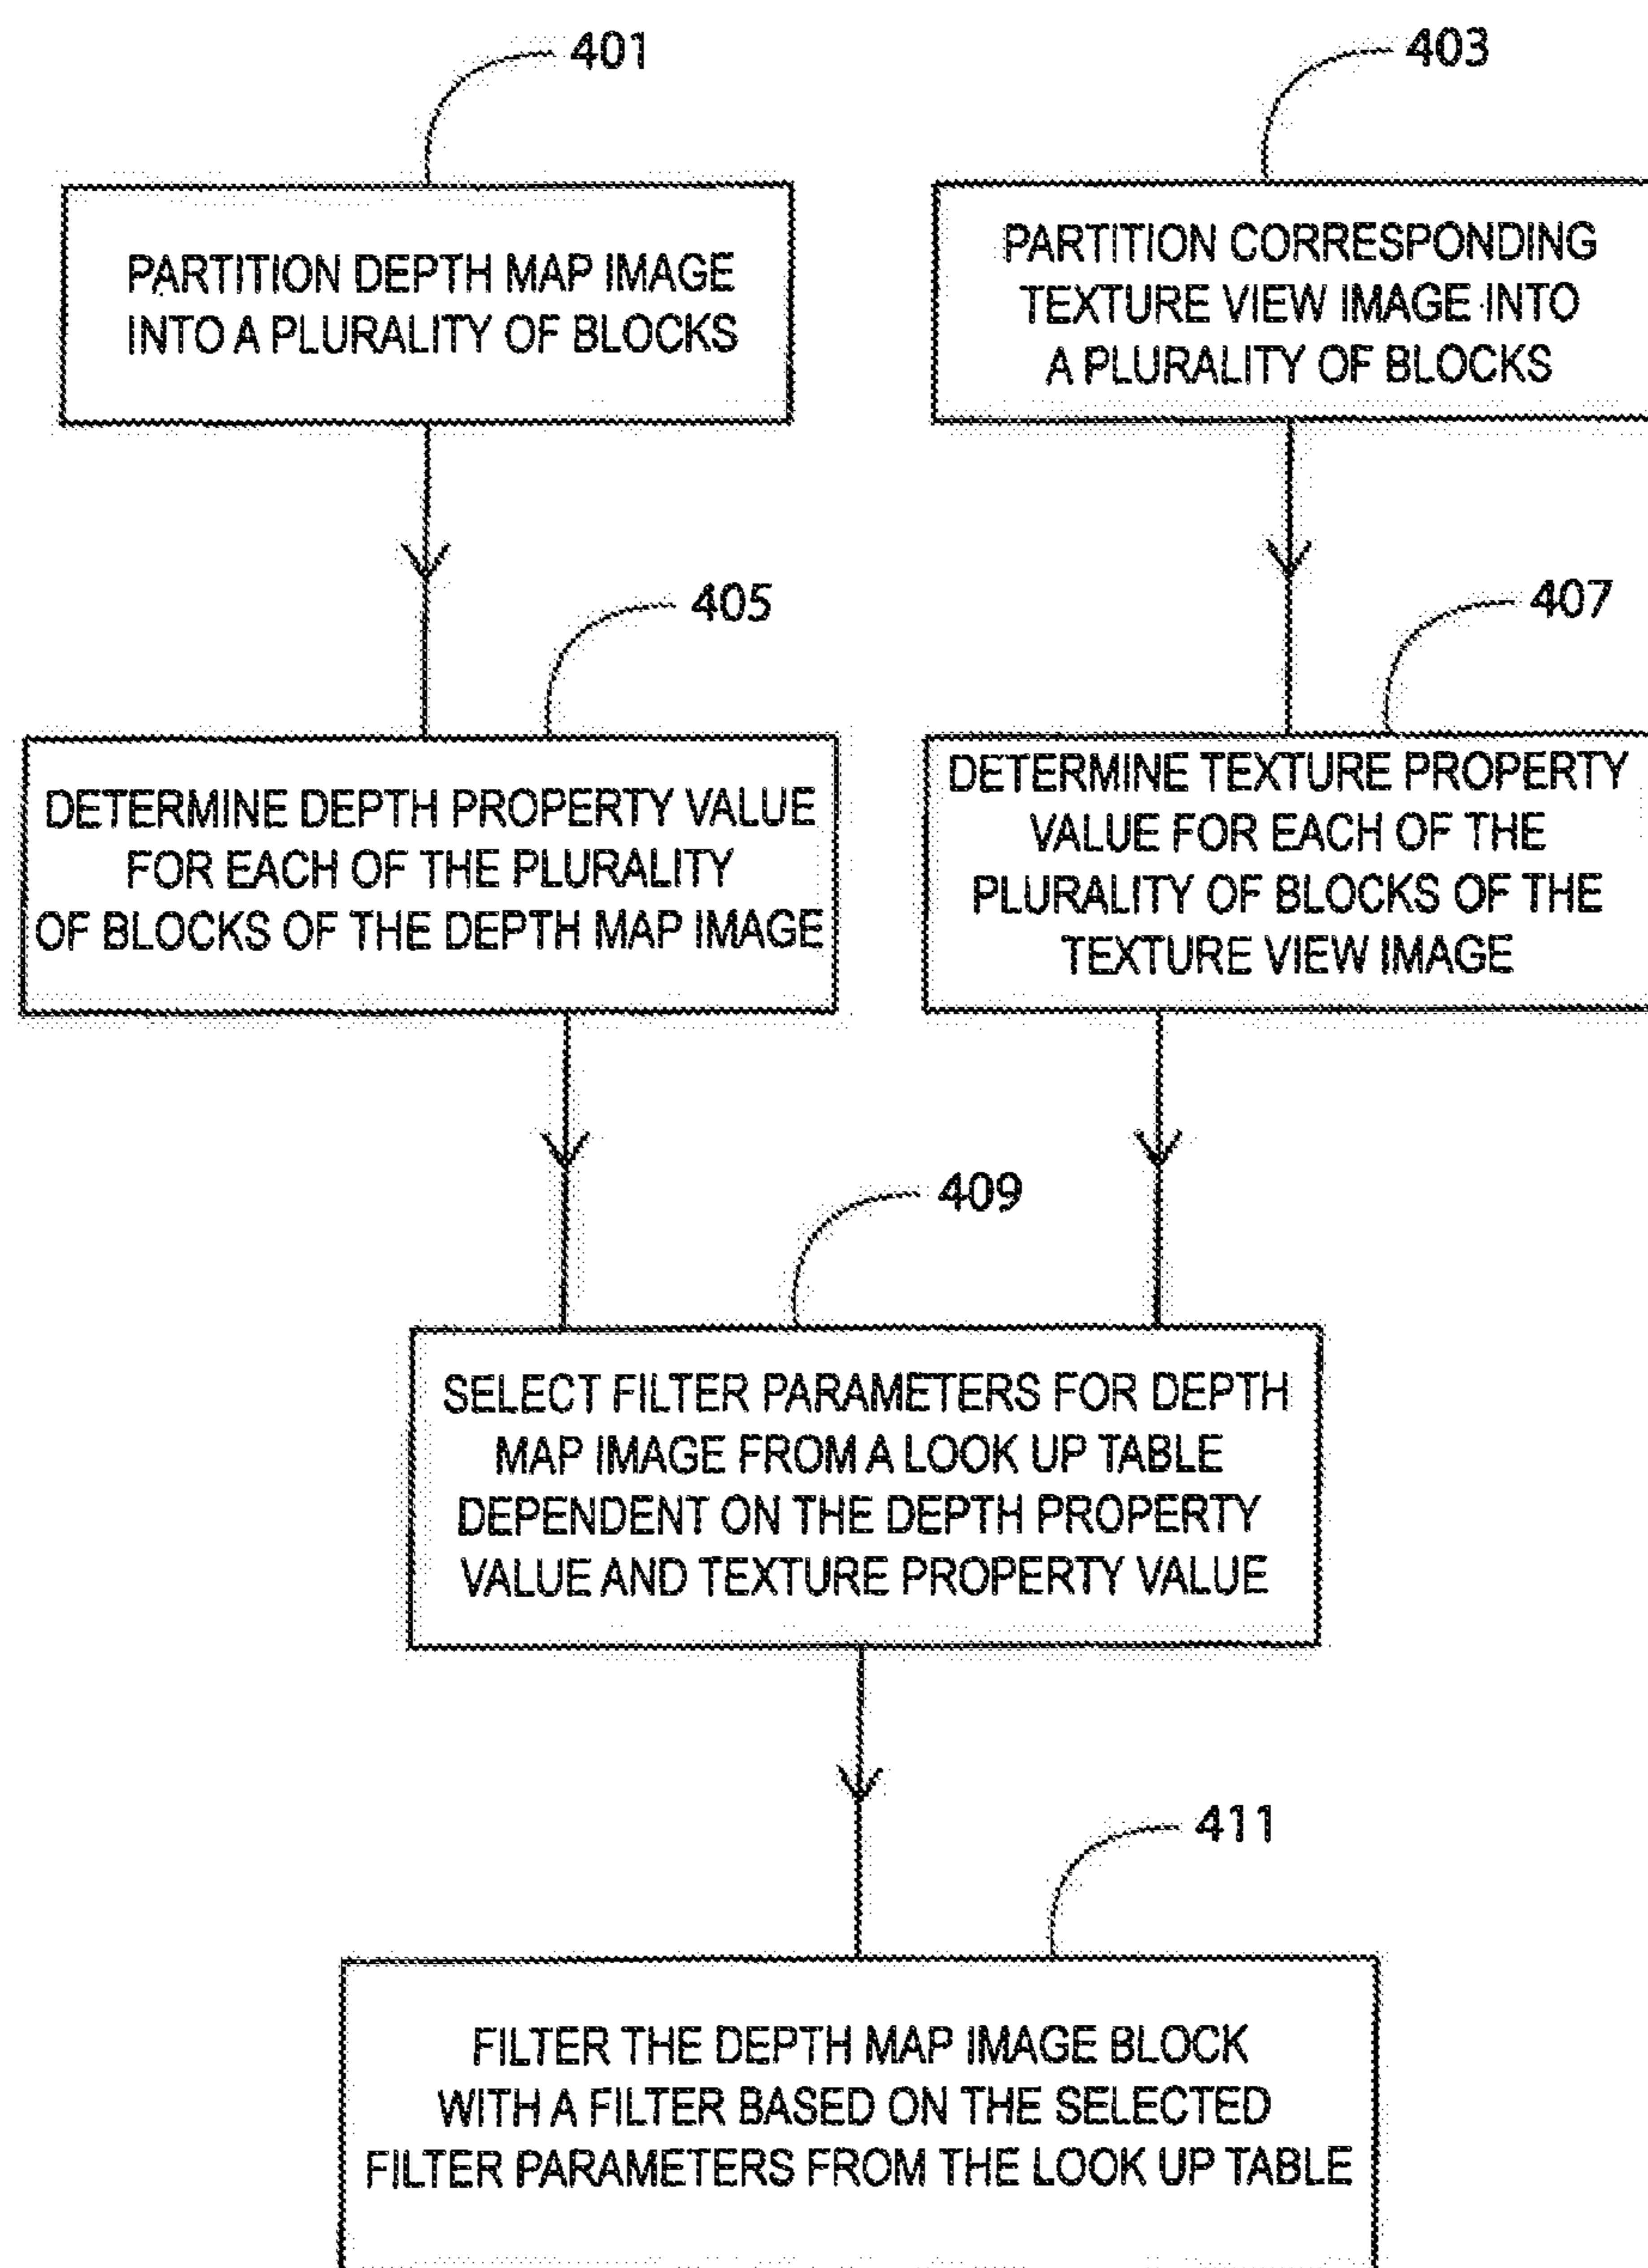 401
PARTITION DEPTH MAP IMAGE
INTO A PLURALITY OF BLOCKS
403
PARTITION CORRESPONDING
TEXTURE VIEW IMAGE INTO
A PLURALITY OF BLOCKS
405
DETERMINE DEPTH PROPERTY VALUE
FOR EACH OF THE PLURALITY
OF BLOCKS OF THE DEPTH MAP IMAGE
407
DETERMINE TEXTURE PROPERTY
VALUE FOR EACH OF THE
PLURALITY OF BLOCKS OF THE
TEXTURE VIEW IMAGE
409
SELECT FILTER PARAMETERS FOR DEPTH
MAP IMAGE FROM A LOOK UP TABLE
DEPENDENT ON THE DEPTH PROPERTY
VALUE AND TEXTURE PROPERTY VALUE
411
FILTER THE DEPTH MAP IMAGE BLOCK
WITH A FILTER BASED ON THE SELECTED
FILTER PARAMETERS FROM THE LOOK UP TABLE